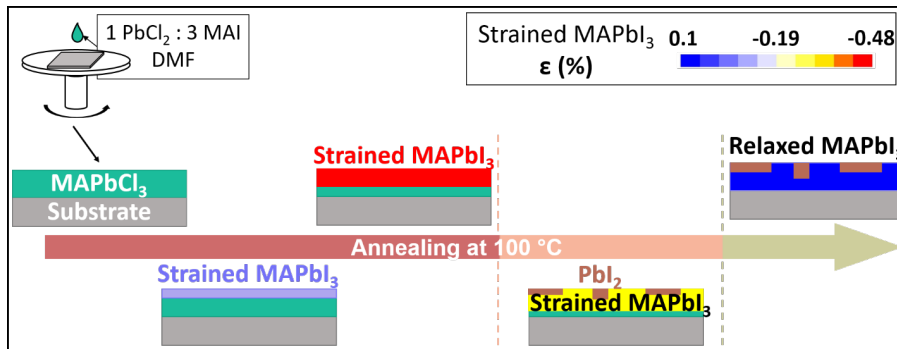 1 PbCl₂ : 3 MAI
DMF
Strained MAPbI₃
ε (%)
0.1 -0.19 -0.48
MAPbCl₃
Substrate
Strained MAPbI₃
Relaxed MAPbI₃
Annealing at 100 °C
Strained MAPbI₃
PbI₂
Strained MAPbI₃